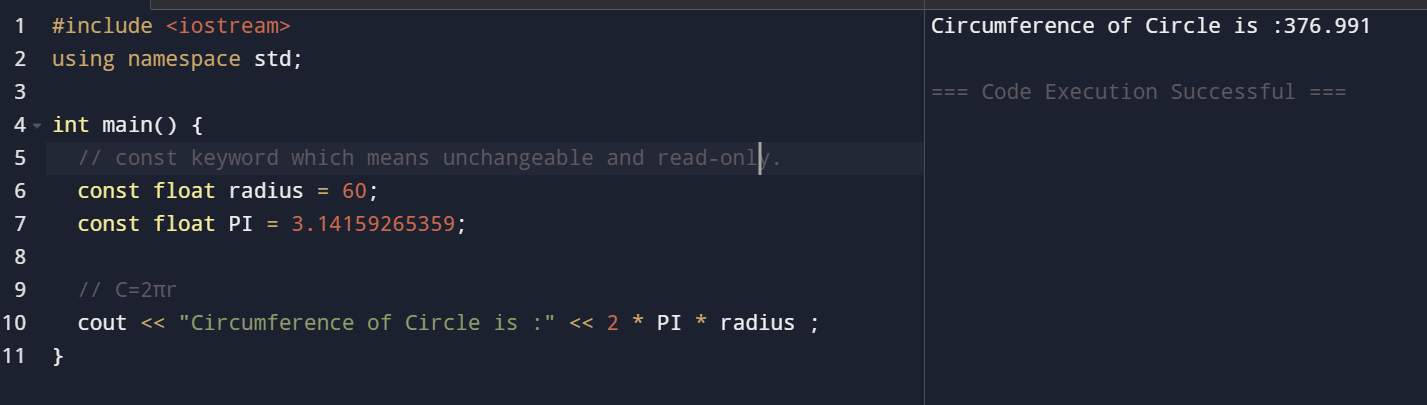 1 #include <iostream>
2 using namespace std;
3
4 int main() {
5 // const keyword which means unchangeable and read-only.
6 const float radius = 60;
7 const float PI = 3.14159265359;
8
9 // C=2πr
10 cout << "Circumference of Circle is :" << 2 * PI * radius ;
11 }
Circumference of Circle is :376.991
=== Code Execution Successful ===